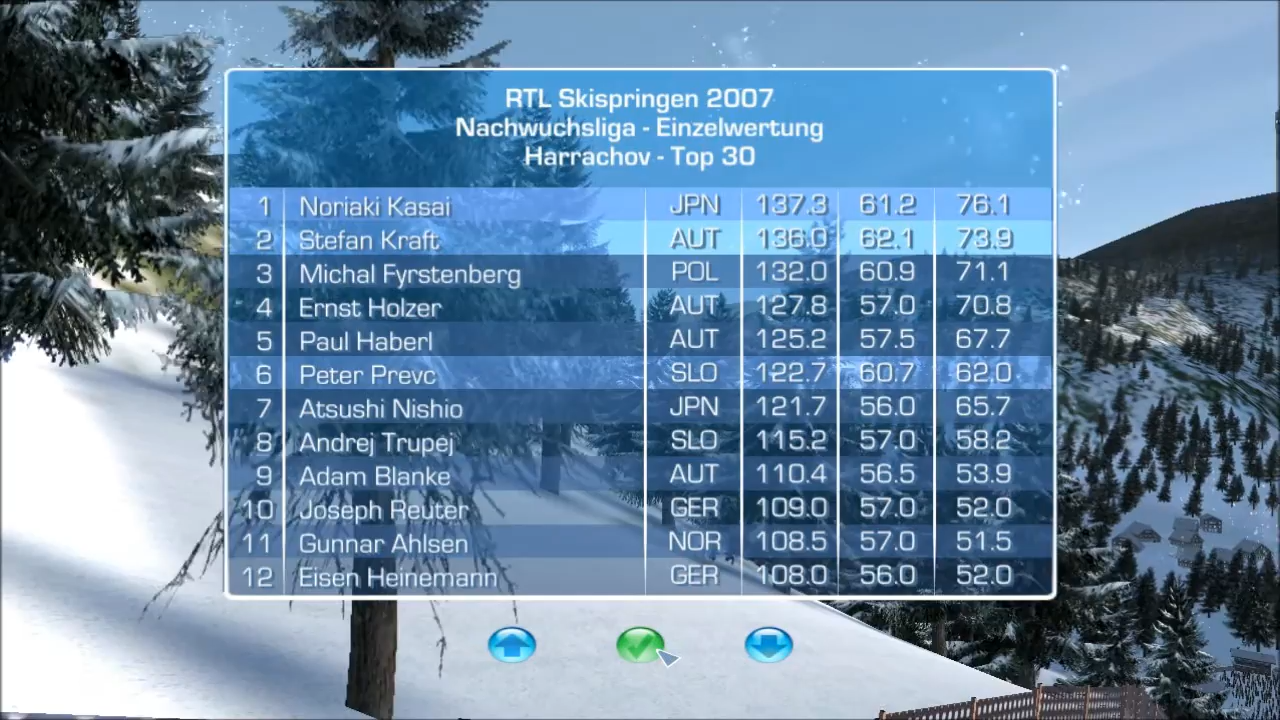 RTL Skispringen 2007
Nachwuchsliga - Einzelwertung
Harrachov - Top 30
1 Noriaki Kasai JPN 137.3 61.2 76.1
2 Stefan Kraft AUT 136.0 62.1 73.9
3 Michal Fyrstenberg POL 132.0 60.9 71.1
4 Ernst Holzer AUT 127.8 57.0 70.8
5 Paul Haberl AUT 125.2 57.5 67.7
6 Peter Prevc SLO 122.7 60.7 62.0
7 Atsushi Nishio JPN 121.7 56.0 65.7
8 Andrej Trupej SLO 115.2 57.0 58.2
9 Adam Blanke AUT 110.4 56.5 53.9
10 Joseph Reuter GER 109.0 57.0 52.0
11 Gunnar Ahlsen NOR 108.5 57.0 51.5
12 Eisen Heinemann GER 108.0 56.0 52.0